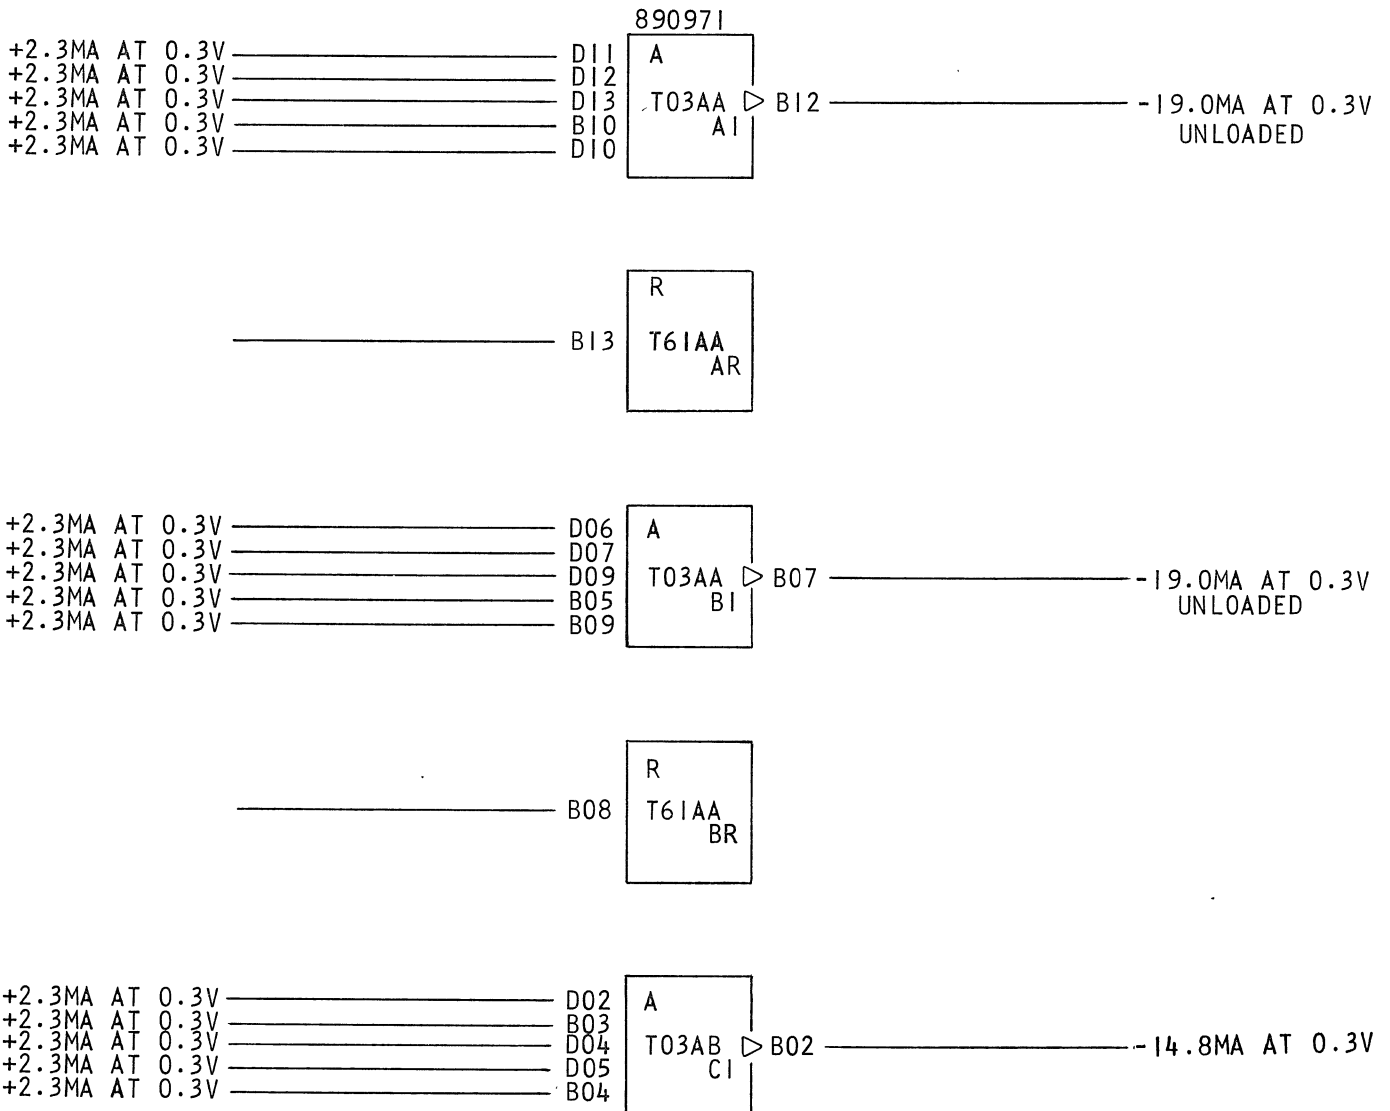 890971
+2.3MA AT 0.3V D11 A
+2.3MA AT 0.3V D12
+2.3MA AT 0.3V D13 T03AA B12 -19.0MA AT 0.3V
+2.3MA AT 0.3V B10 A1 UNLOADED
+2.3MA AT 0.3V D10
R
B13 T61AA
AR
+2.3MA AT 0.3V D06 A
+2.3MA AT 0.3V D07
+2.3MA AT 0.3V D09 T03AA B07 -19.0MA AT 0.3V
+2.3MA AT 0.3V B05 B1 UNLOADED
+2.3MA AT 0.3V B09
R
B08 T61AA
BR
+2.3MA AT 0.3V D02 A
+2.3MA AT 0.3V B03
+2.3MA AT 0.3V D04 T03AB B02 -14.8MA AT 0.3V
+2.3MA AT 0.3V D05 C1
+2.3MA AT 0.3V B04